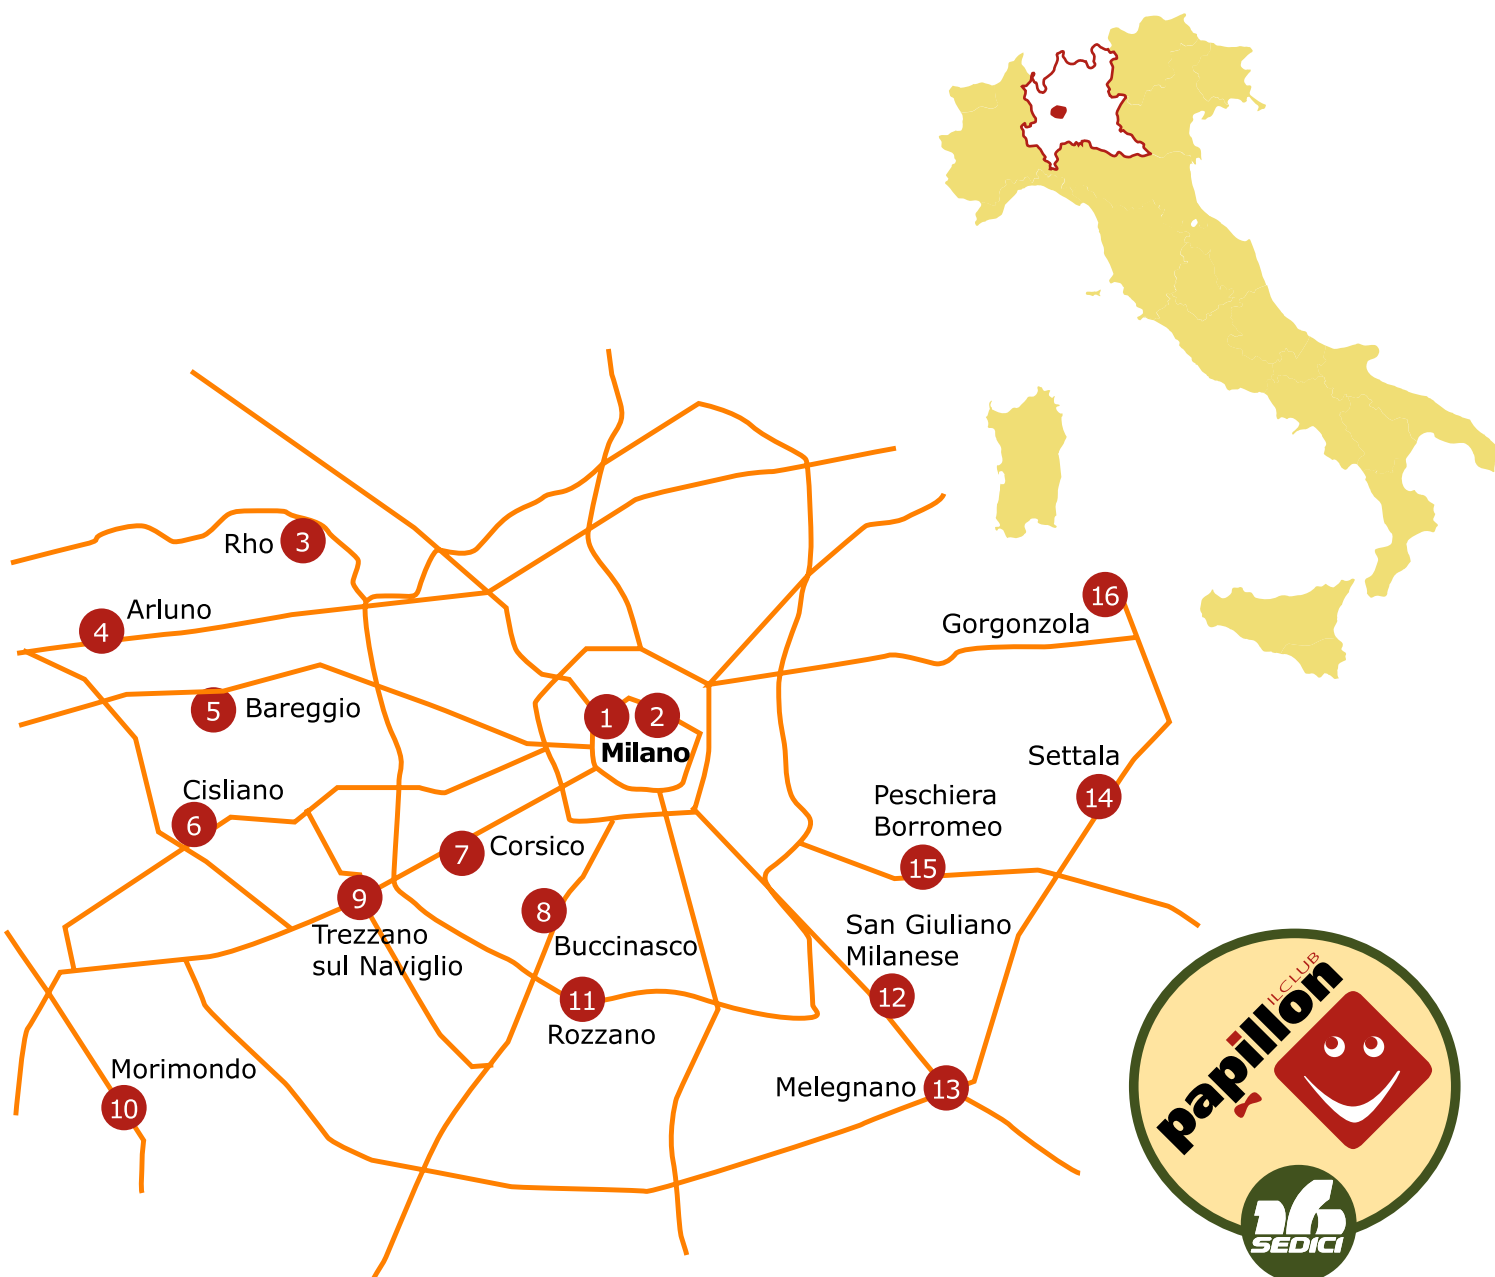 Rho 3
Arluno
4
16
Gorgonzola
5 Bareggio
1 2
Milano
Settala
14
Cisliano
6
Peschiera
Borromeo
15
7 Corsico
9
Trezzano
sul Naviglio
8
Buccinasco
San Giuliano
Milanese
12
11
Rozzano
Morimondo
10
Melegnano 13
ILCLUB
papillon
16
SEDICI